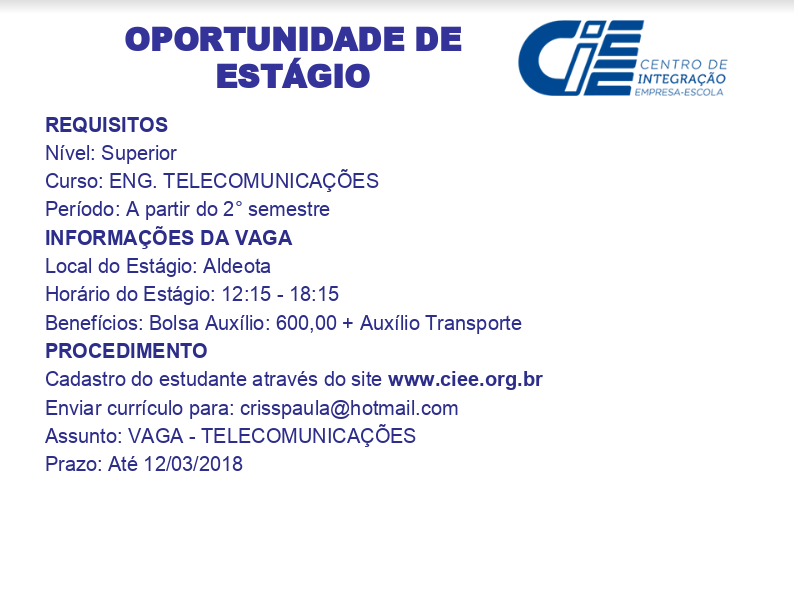 OPORTUNIDADE DE
ESTÁGIO
CIEE
CENTRO DE
INTEGRAÇÃO
EMPRESA-ESCOLA
REQUISITOS
Nível: Superior
Curso: ENG. TELECOMUNICAÇÕES
Período: A partir do 2° semestre
INFORMAÇÕES DA VAGA
Local do Estágio: Aldeota
Horário do Estágio: 12:15 - 18:15
Benefícios: Bolsa Auxílio: 600,00 + Auxílio Transporte
PROCEDIMENTO
Cadastro do estudante através do site www.ciee.org.br
Enviar currículo para: crisspaula@hotmail.com
Assunto: VAGA - TELECOMUNICAÇÕES
Prazo: Até 12/03/2018